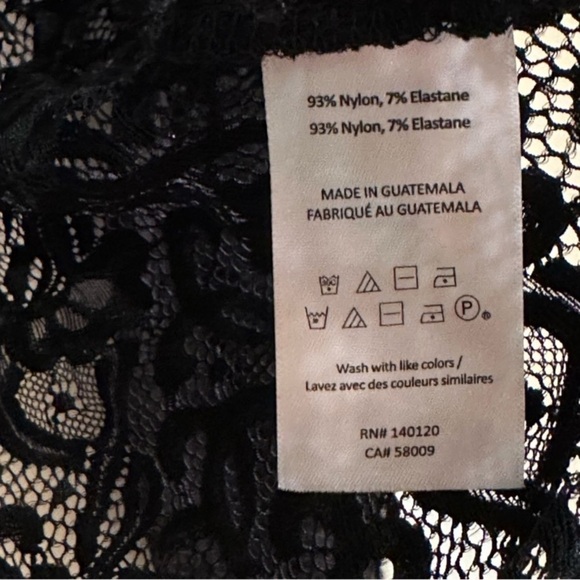 93% Nylon, 7% Elastane
93% Nylon, 7% Elastane
MADE IN GUATEMALA
FABRIQUÉ AU GUATEMALA
P®
Wash with like colors /
Lavez avec des couleurs similaires
RN# 140120
CA# 58009